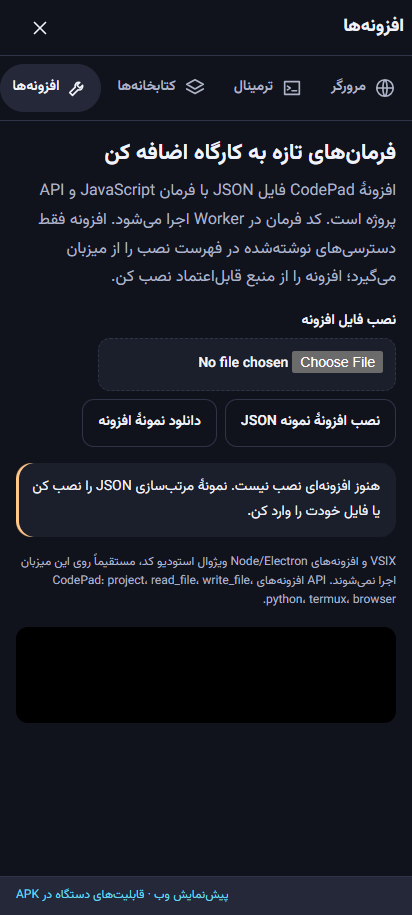 افزونه‌ها
مرورگر
ترمینال
کتابخانه‌ها
افزونه‌ها
فرمان‌های تازه به کارگاه اضافه کن
افزونهٔ CodePad فایل JSON با فرمان JavaScript و API
پروژه است. کد فرمان در Worker اجرا می‌شود. افزونه فقط
دسترسی‌های نوشته‌شده در فهرست نصب را از میزبان
می‌گیرد؛ افزونه را از منبع قابل‌اعتماد نصب کن.
نصب فایل افزونه
Choose File No file chosen
نصب افزونهٔ نمونه JSON
دانلود نمونهٔ افزونه
هنوز افزونه‌ای نصب نیست. نمونهٔ مرتب‌سازی JSON را نصب کن
یا فایل خودت را وارد کن.
VSIX و افزونه‌های Node/Electron ویژوال استودیو کد، مستقیماً روی این میزبان
اجرا نمی‌شوند. API افزونه‌های CodePad: project، read_file، write_file،
python، termux، browser.
پیش‌نمایش وب · قابلیت‌های دستگاه در APK